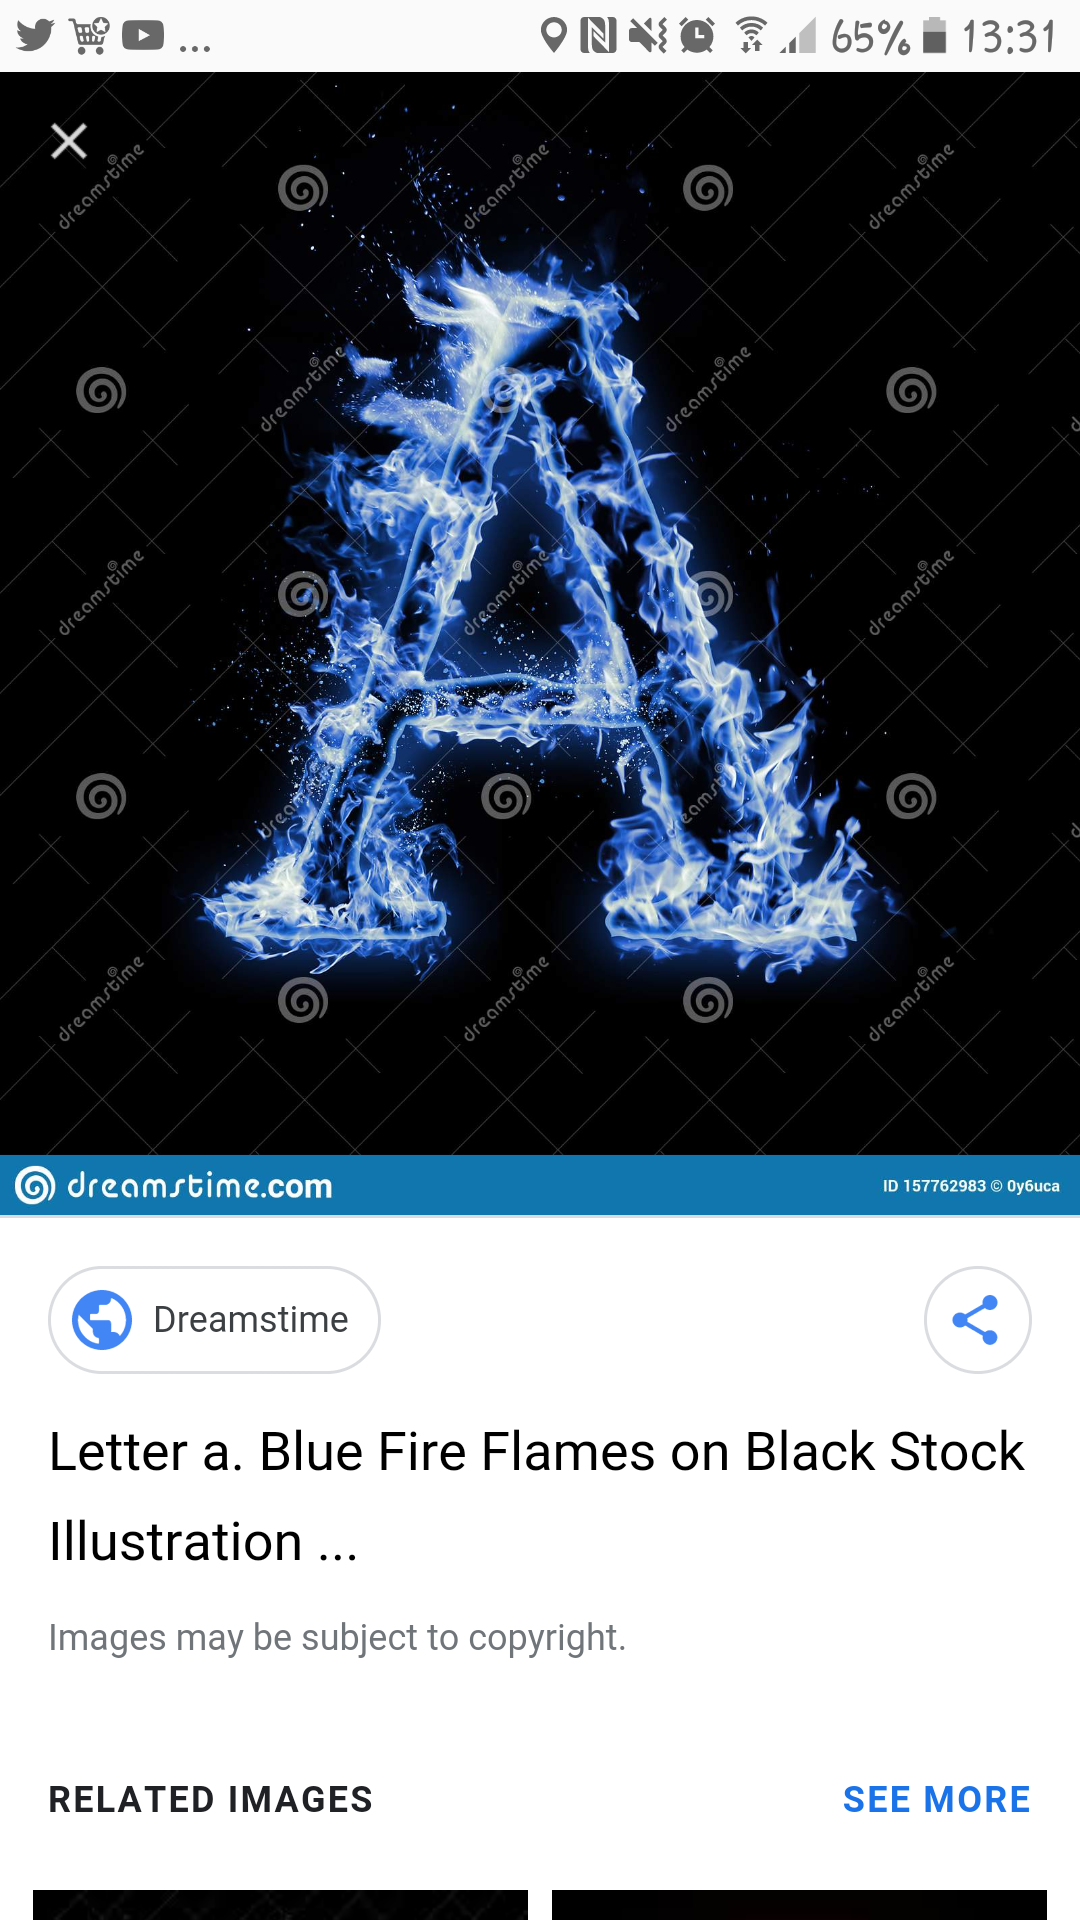 ... 65% 13:31
dreamstime dreamstime dreamstime
dreamstime dreamstime
dreamstime dreamstime dreamstime
dreamstime dreamstime
dreamstime dreamstime dreamstime
A
dreamstime.com ID 157762983 © 0y6uca
Dreamstime
Letter a. Blue Fire Flames on Black Stock
Illustration ...
Images may be subject to copyright.
RELATED IMAGES SEE MORE